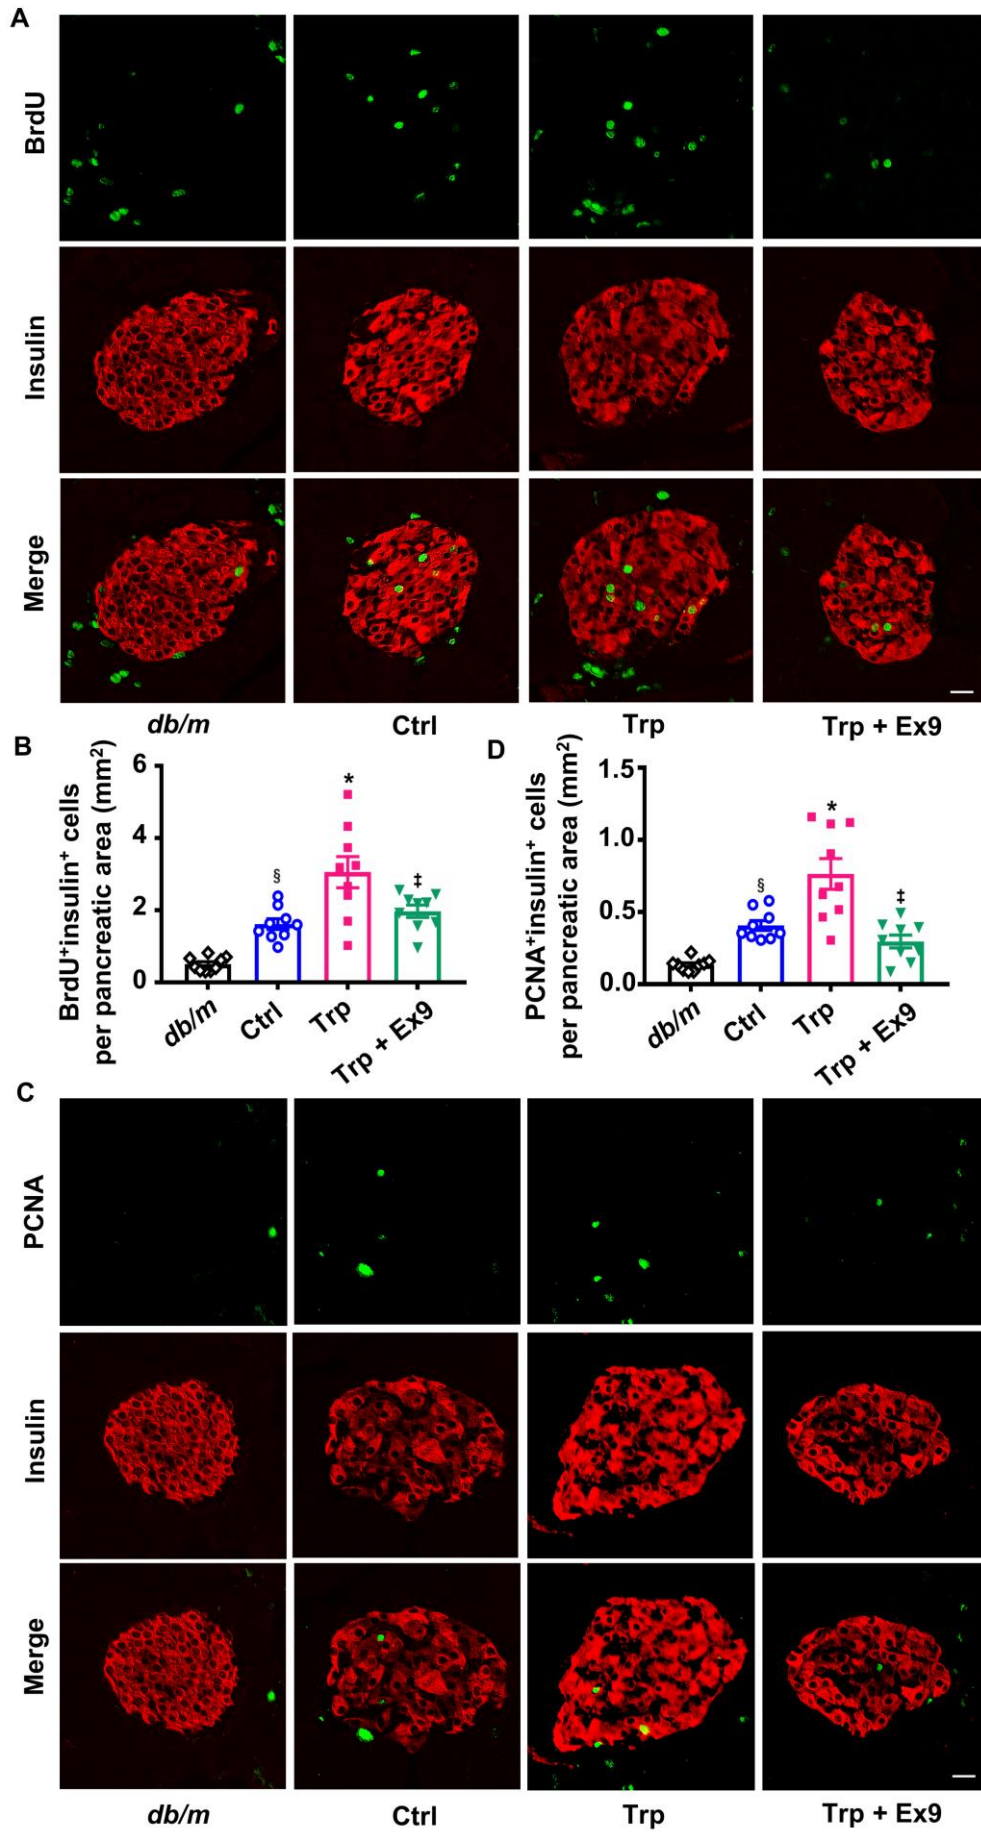 A
BrdU
Insulin
Merge
db/m Ctrl Trp Trp + Ex9
B
BrdU⁺insulin⁺ cells
per pancreatic area (mm²)
6
4
2
0
§
*
‡
db/m Ctrl Trp Trp + Ex9
D
PCNA⁺insulin⁺ cells
per pancreatic area (mm²)
1.5
1.0
0.5
0.0
§
*
‡
db/m Ctrl Trp Trp + Ex9
C
PCNA
Insulin
Merge
db/m Ctrl Trp Trp + Ex9